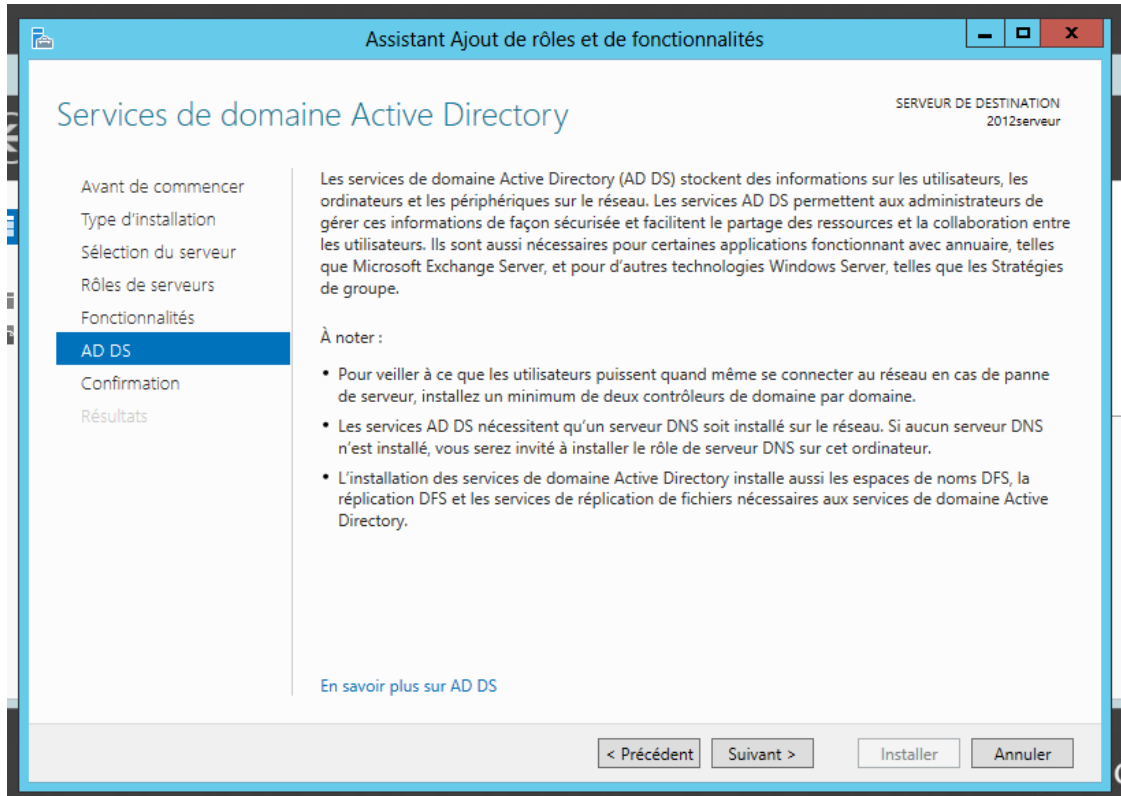 Assistant Ajout de rôles et de fonctionnalités
Services de domaine Active Directory
SERVEUR DE DESTINATION
2012serveur
Avant de commencer
Type d'installation
Sélection du serveur
Rôles de serveurs
Fonctionnalités
AD DS
Confirmation
Résultats
Les services de domaine Active Directory (AD DS) stockent des informations sur les utilisateurs, les
ordinateurs et les périphériques sur le réseau. Les services AD DS permettent aux administrateurs de
gérer ces informations de façon sécurisée et facilitent le partage des ressources et la collaboration entre
les utilisateurs. Ils sont aussi nécessaires pour certaines applications fonctionnant avec annuaire, telles
que Microsoft Exchange Server, et pour d'autres technologies Windows Server, telles que les Stratégies
de groupe.
À noter :
• Pour veiller à ce que les utilisateurs puissent quand même se connecter au réseau en cas de panne
de serveur, installez un minimum de deux contrôleurs de domaine par domaine.
• Les services AD DS nécessitent qu'un serveur DNS soit installé sur le réseau. Si aucun serveur DNS
n'est installé, vous serez invité à installer le rôle de serveur DNS sur cet ordinateur.
• L'installation des services de domaine Active Directory installe aussi les espaces de noms DFS, la
réplication DFS et les services de réplication de fichiers nécessaires aux services de domaine Active
Directory.
En savoir plus sur AD DS
< Précédent
Suivant >
Installer
Annuler